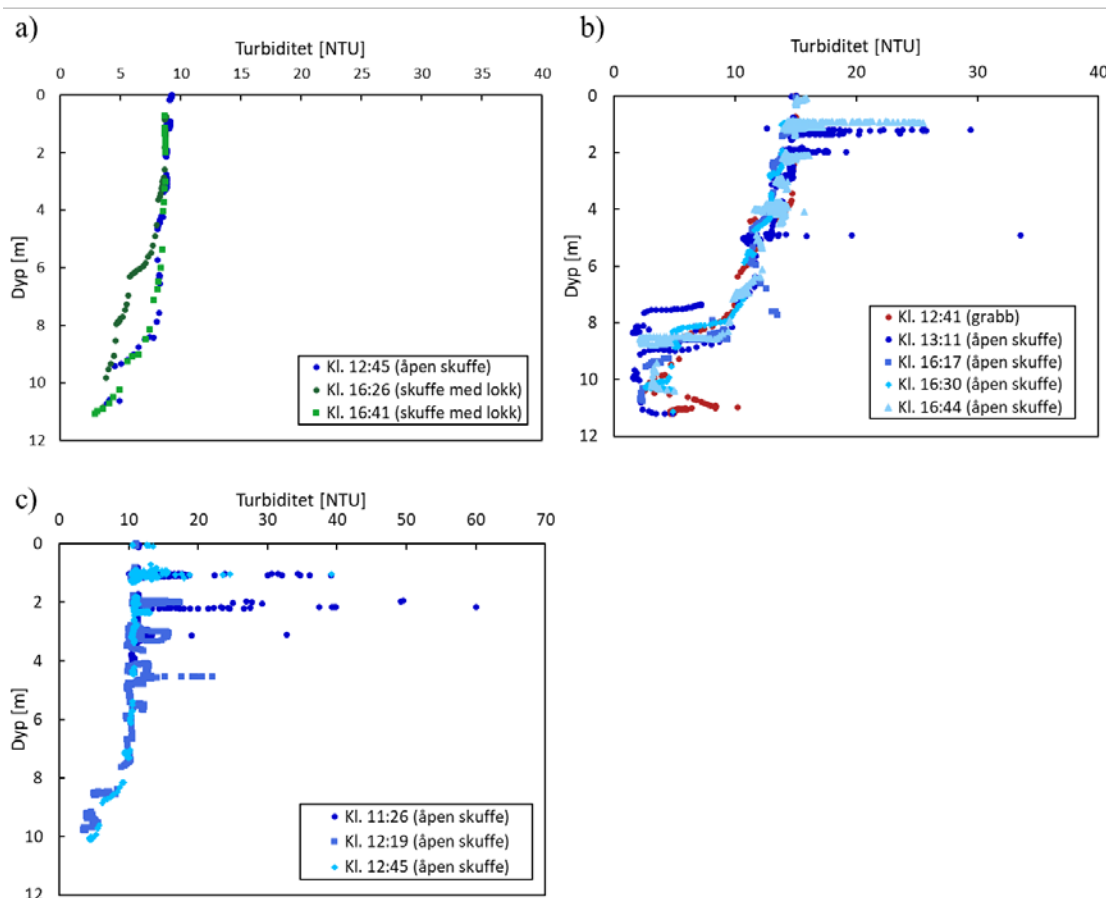 a)
Turbiditet [NTU]
0 5 10 15 20 25 30 35 40
0
2
4
6
8
10
12
Dyp [m]
Kl. 12:45 (åpen skuffe)
Kl. 16:26 (skuffe med lokk)
Kl. 16:41 (skuffe med lokk)
b)
Turbiditet [NTU]
0 10 20 30 40
0
2
4
6
8
10
12
Dyp [m]
Kl. 12:41 (grabb)
Kl. 13:11 (åpen skuffe)
Kl. 16:17 (åpen skuffe)
Kl. 16:30 (åpen skuffe)
Kl. 16:44 (åpen skuffe)
c)
Turbiditet [NTU]
0 10 20 30 40 50 60 70
0
2
4
6
8
10
12
Dyp [m]
Kl. 11:26 (åpen skuffe)
Kl. 12:19 (åpen skuffe)
Kl. 12:45 (åpen skuffe)